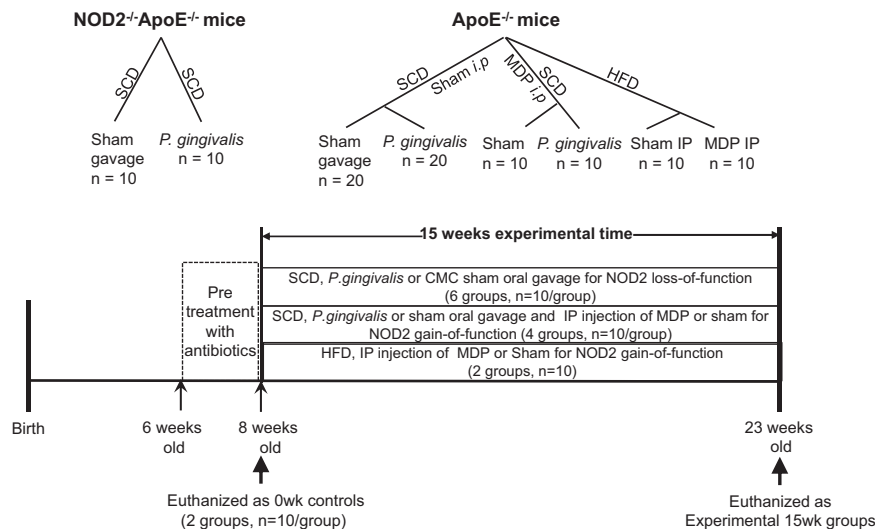 NOD2-/-ApoE-/- mice
ApoE-/- mice
SCD
SCD
SCD
Sham i.p
SCD
MDP i.p
HFD
Sham
gavage
n = 10
P. gingivalis
n = 10
Sham
gavage
n = 20
P. gingivalis
n = 20
Sham
n = 10
P. gingivalis
n = 10
Sham IP
n = 10
MDP IP
n = 10
15 weeks experimental time
Pre
treatment
with
antibiotics
SCD, P.gingivalis or CMC sham oral gavage for NOD2 loss-of-function
(6 groups, n=10/group)
SCD, P.gingivalis or sham oral gavage and IP injection of MDP or sham for
NOD2 gain-of-function (4 groups, n=10/group)
HFD, IP injection of MDP or Sham for NOD2 gain-of-function
(2 groups, n=10)
Birth
6 weeks
old
8 weeks
old
23 weeks
old
Euthanized as 0wk controls
(2 groups, n=10/group)
Euthanized as
Experimental 15wk groups